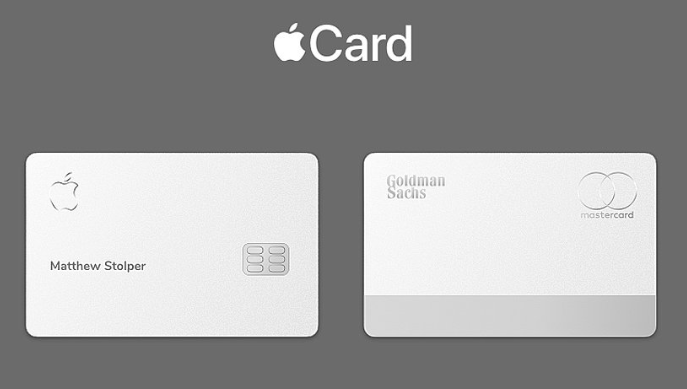 Card
Matthew Stolper
Goldman
Sachs
mastercard